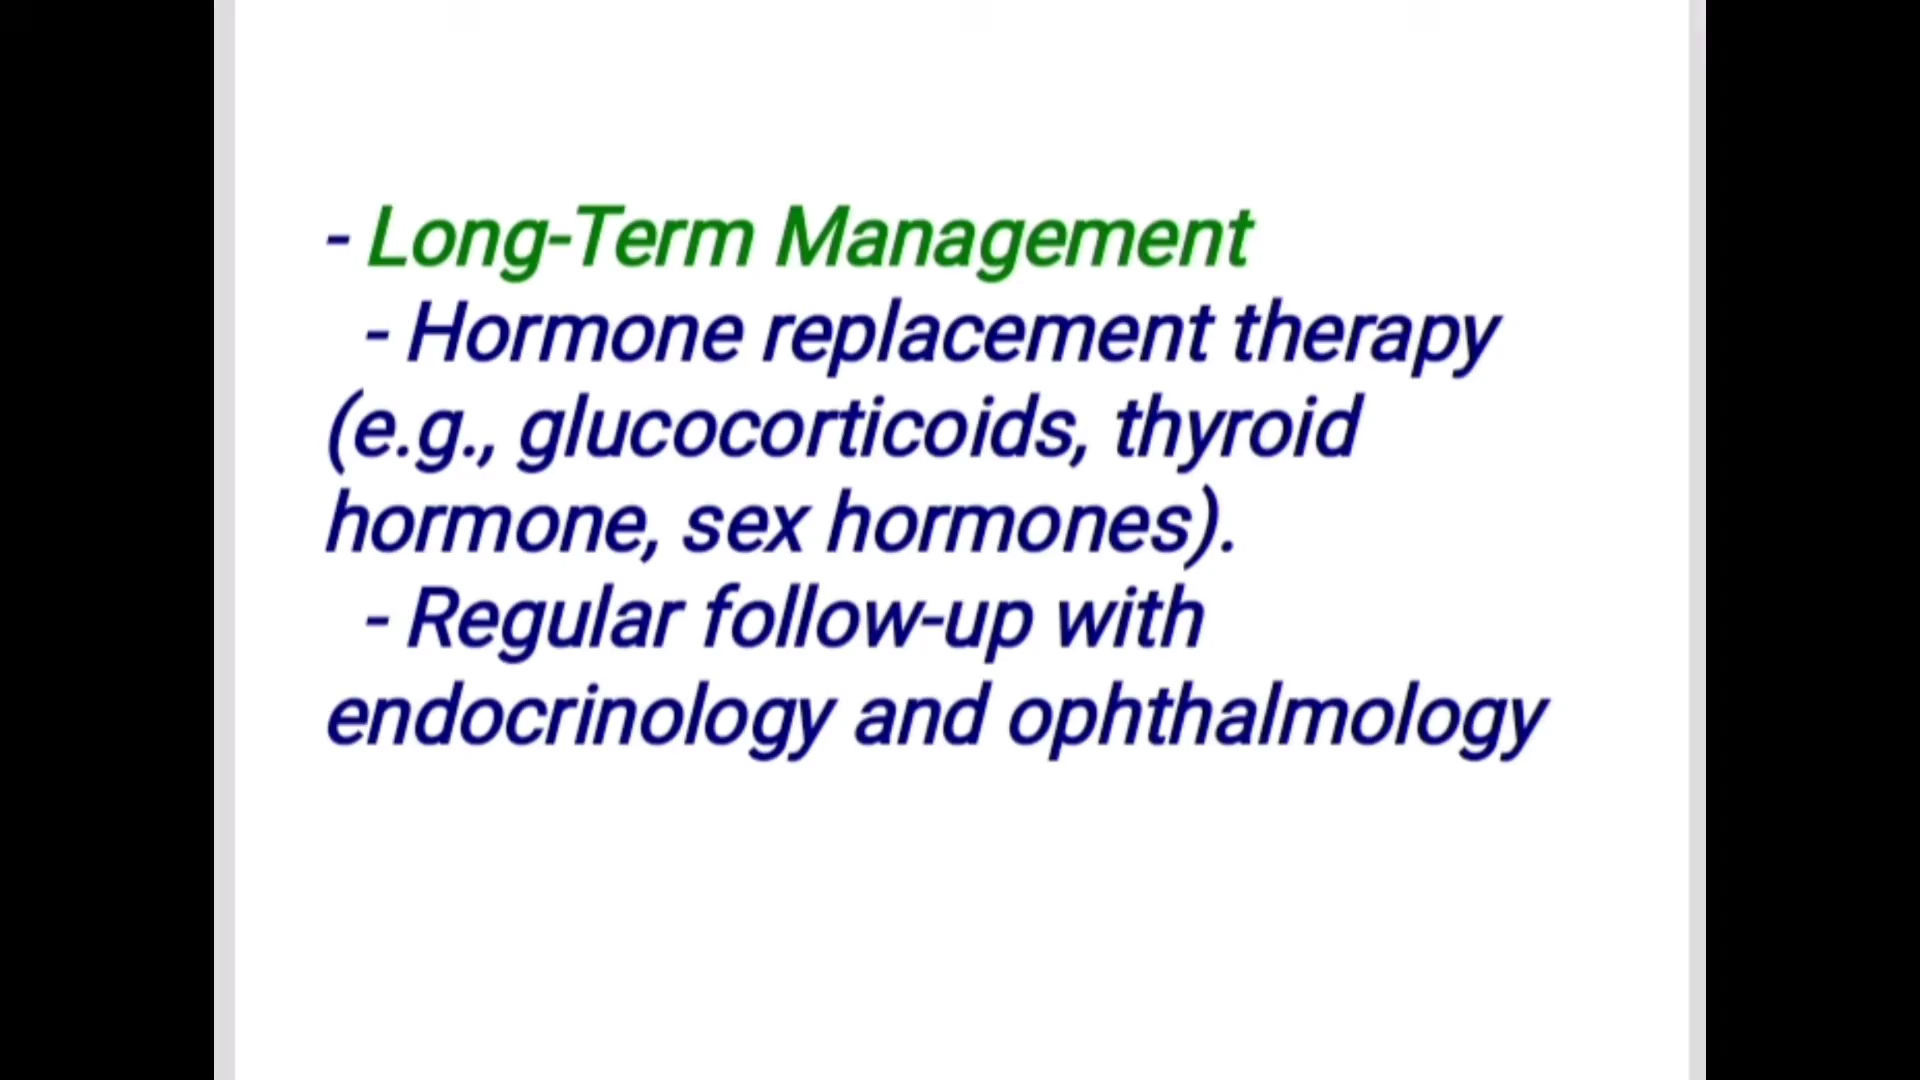 - Long-Term Management
- Hormone replacement therapy
(e.g., glucocorticoids, thyroid
hormone, sex hormones).
- Regular follow-up with
endocrinology and ophthalmology